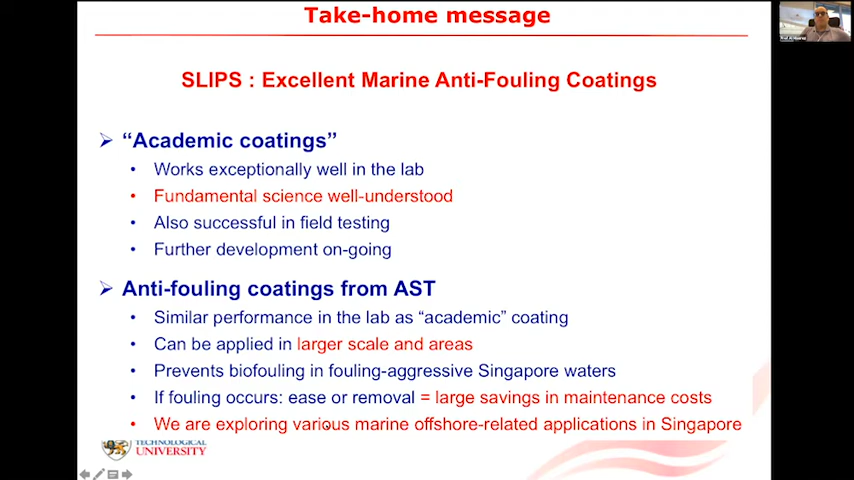 Take-home message
SLIPS : Excellent Marine Anti-Fouling Coatings
“Academic coatings”
Works exceptionally well in the lab
Fundamental science well-understood
Also successful in field testing
Further development on-going
Anti-fouling coatings from AST
Similar performance in the lab as “academic” coating
Can be applied in larger scale and areas
Prevents biofouling in fouling-aggressive Singapore waters
If fouling occurs: ease or removal = large savings in maintenance costs
We are exploring various marine offshore-related applications in Singapore
TECHNOLOGICAL
UNIVERSITY